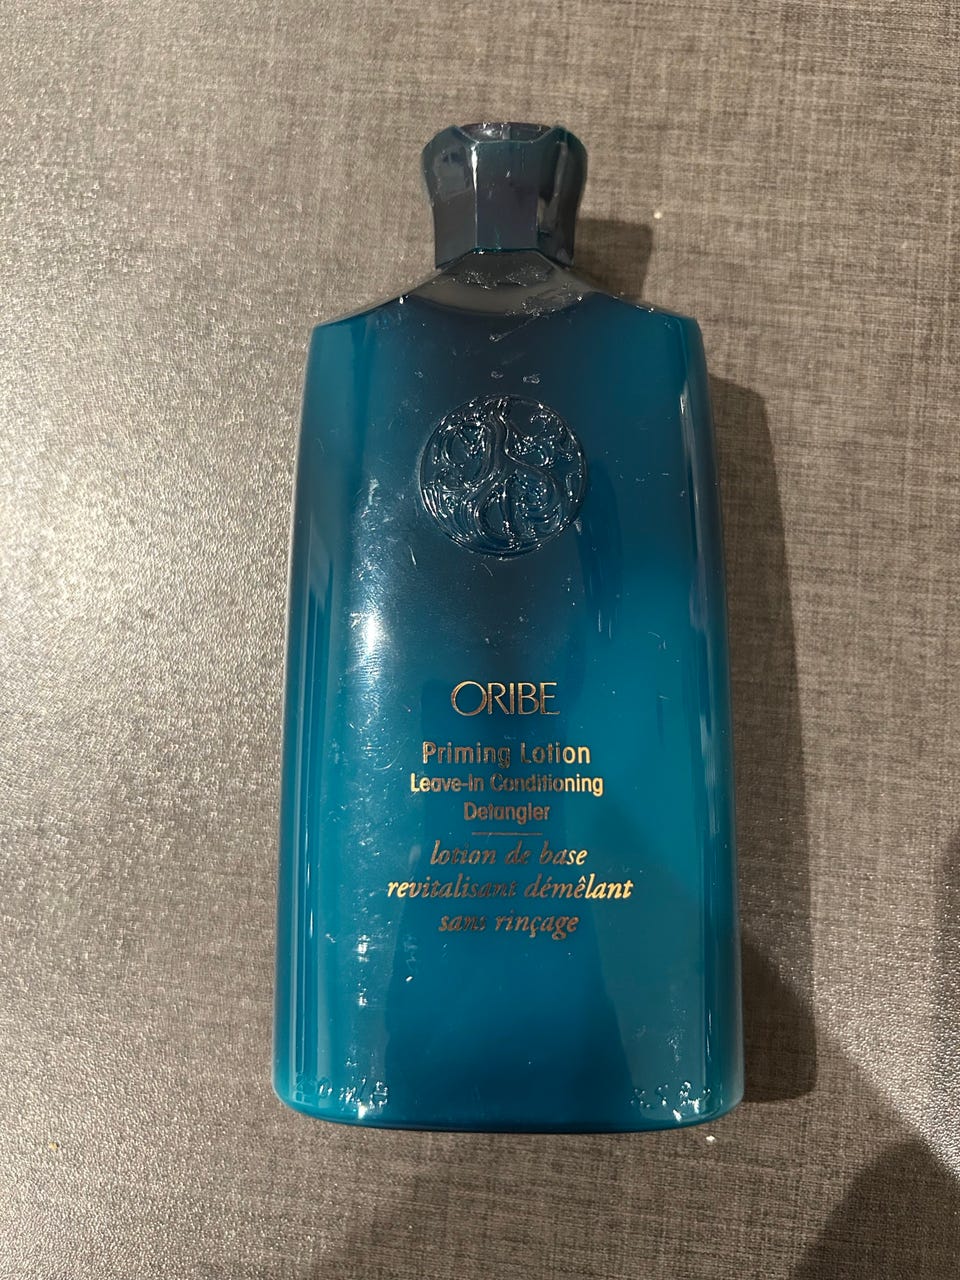 ORIBE
Priming Lotion
Leave-In Conditioning
Detangler
lotion de base
revitalisant démêlant
sans rinçage